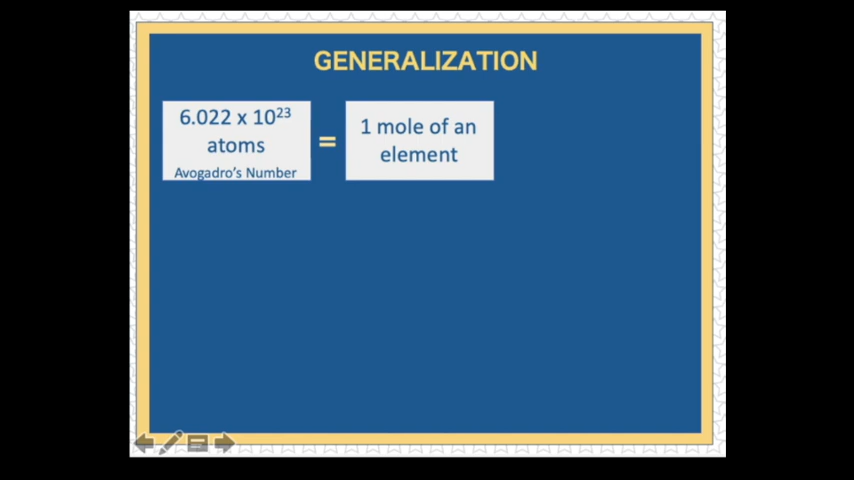 GENERALIZATION
6.022 x 10²³
atoms
Avogadro's Number
=
1 mole of an
element